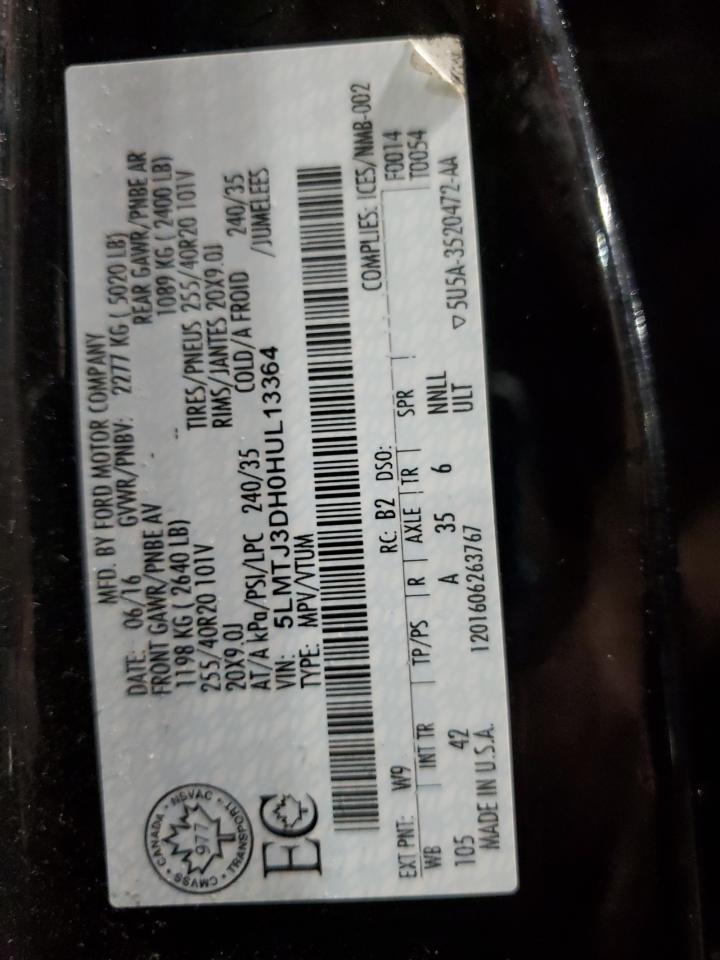 MFD. BY FORD MOTOR COMPANY
DATE: 06/16 GVWR/PNBV: 2277 KG ( 5020 LB)
FRONT GAWR/PNBE AV REAR GAWR/PNBE AR
1198 KG ( 2640 LB) 1089 KG ( 2400 LB)
255/40R20 101V TIRES/PNEUS 255/40R20 101V
20X9.0J RIMS/JANTES 20X9.0J
AT/A kPa/PSI/LPC 240/35 COLD/A FROID 240/35
VIN: 5LMTJ3DH0HUL13364 /JUMELEES
TYPE: MPV/VTUM
CANADA • NSVAC • TRANSPORT • CMVSS •
977
EC
COMPLIES: ICES/NMB-002
EXT PNT: W9 RC: B2 DSO: F0014
WB INT TR TP/PS R AXLE TR SPR T0054
105 42 A 35 6 NNLL
ULT
MADE IN U.S.A. 1201606263767 ▽ 5U5A-3520472-AA